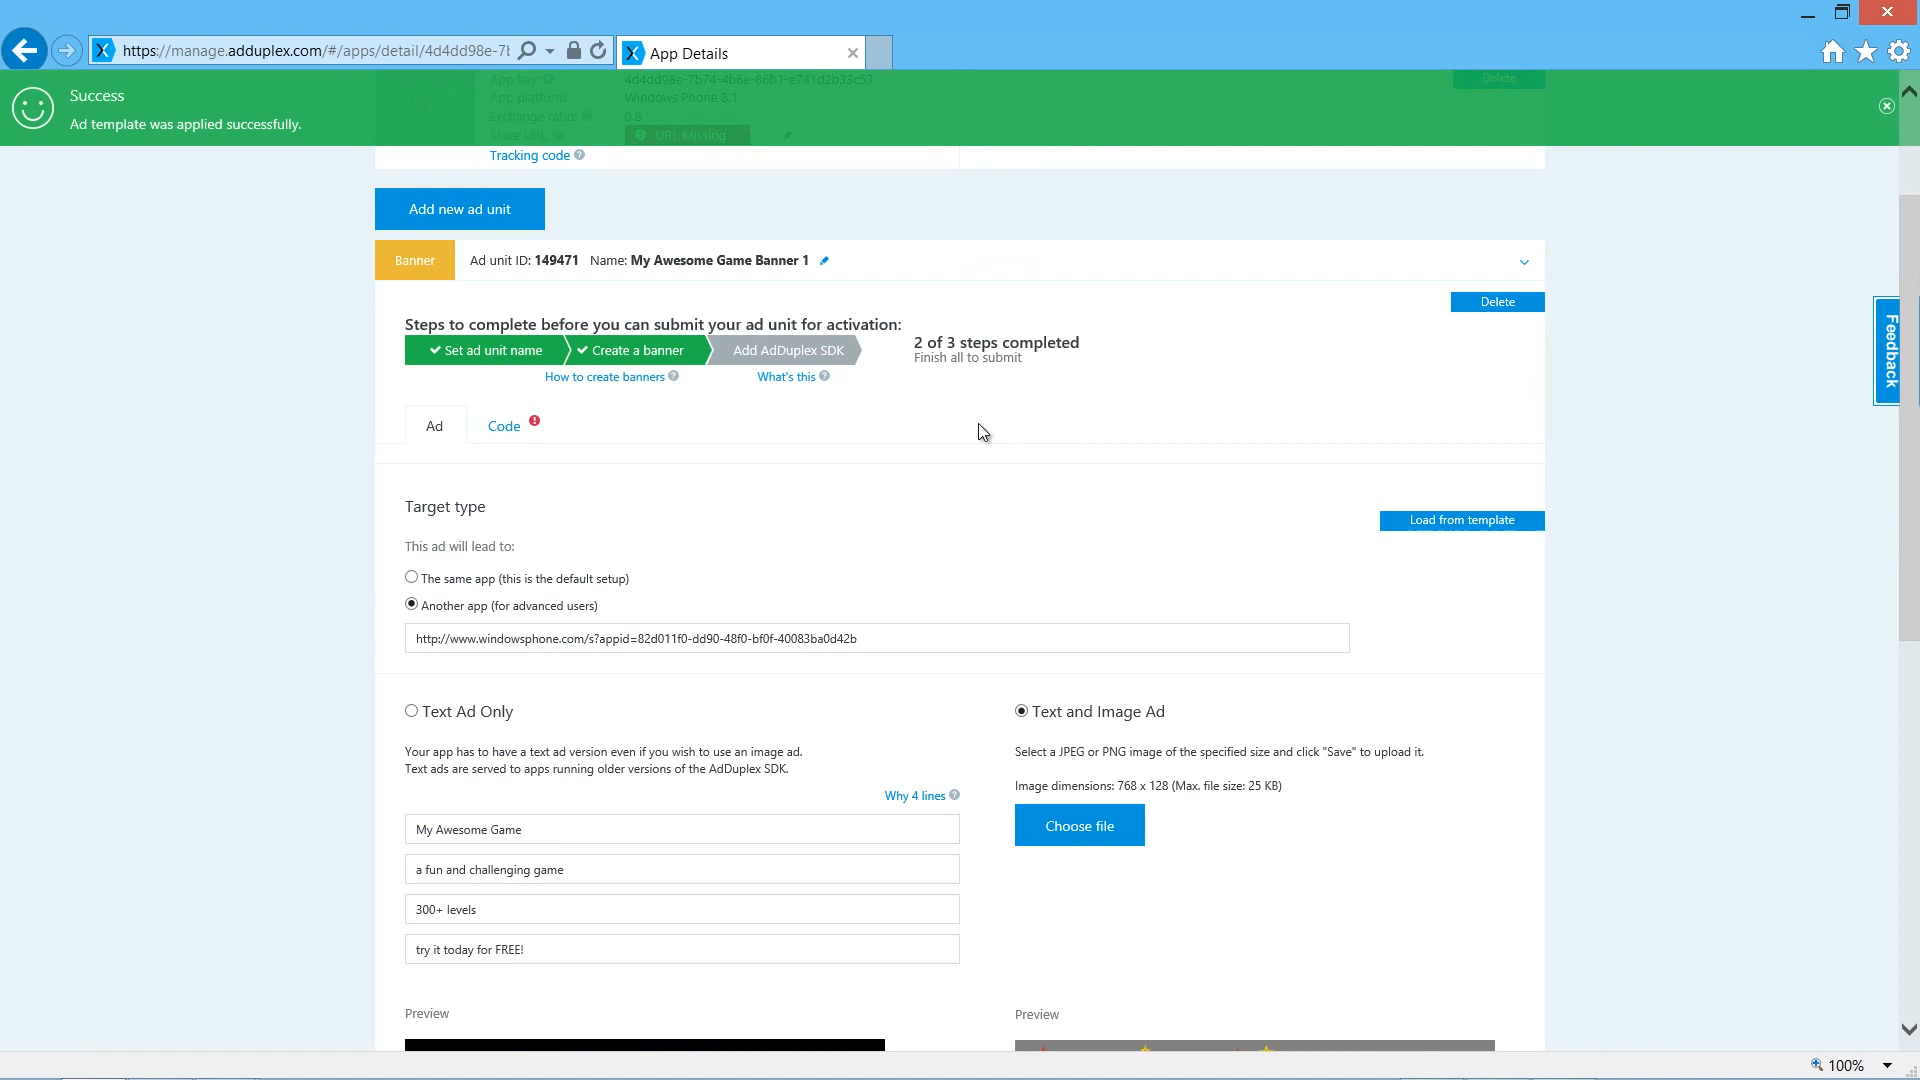 https://manage.adduplex.com/#/apps/detail/4d4dd98e-7b
App Details
App key:
4d4dd98e-7b74-4b6e-86b1-e741d2b33c53
Delete
App platform:
Windows Phone 8.1
Exchange ratio:
0.8
Store URL:
URL Missing
Success
Ad template was applied successfully.
Tracking code
Add new ad unit
Banner
Ad unit ID: 149471 Name: My Awesome Game Banner 1
Delete
Steps to complete before you can submit your ad unit for activation:
Set ad unit name
Create a banner
Add AdDuplex SDK
2 of 3 steps completed
Finish all to submit
How to create banners
What's this
Ad
Code
Feedback
Target type
Load from template
This ad will lead to:
The same app (this is the default setup)
Another app (for advanced users)
http://www.windowsphone.com/s?appid=82d011f0-dd90-48f0-bf0f-40083ba0d42b
Text Ad Only
Your app has to have a text ad version even if you wish to use an image ad.
Text ads are served to apps running older versions of the AdDuplex SDK.
Why 4 lines
My Awesome Game
a fun and challenging game
300+ levels
try it today for FREE!
Preview
Text and Image Ad
Select a JPEG or PNG image of the specified size and click "Save" to upload it.
Image dimensions: 768 x 128 (Max. file size: 25 KB)
Choose file
Preview
100%